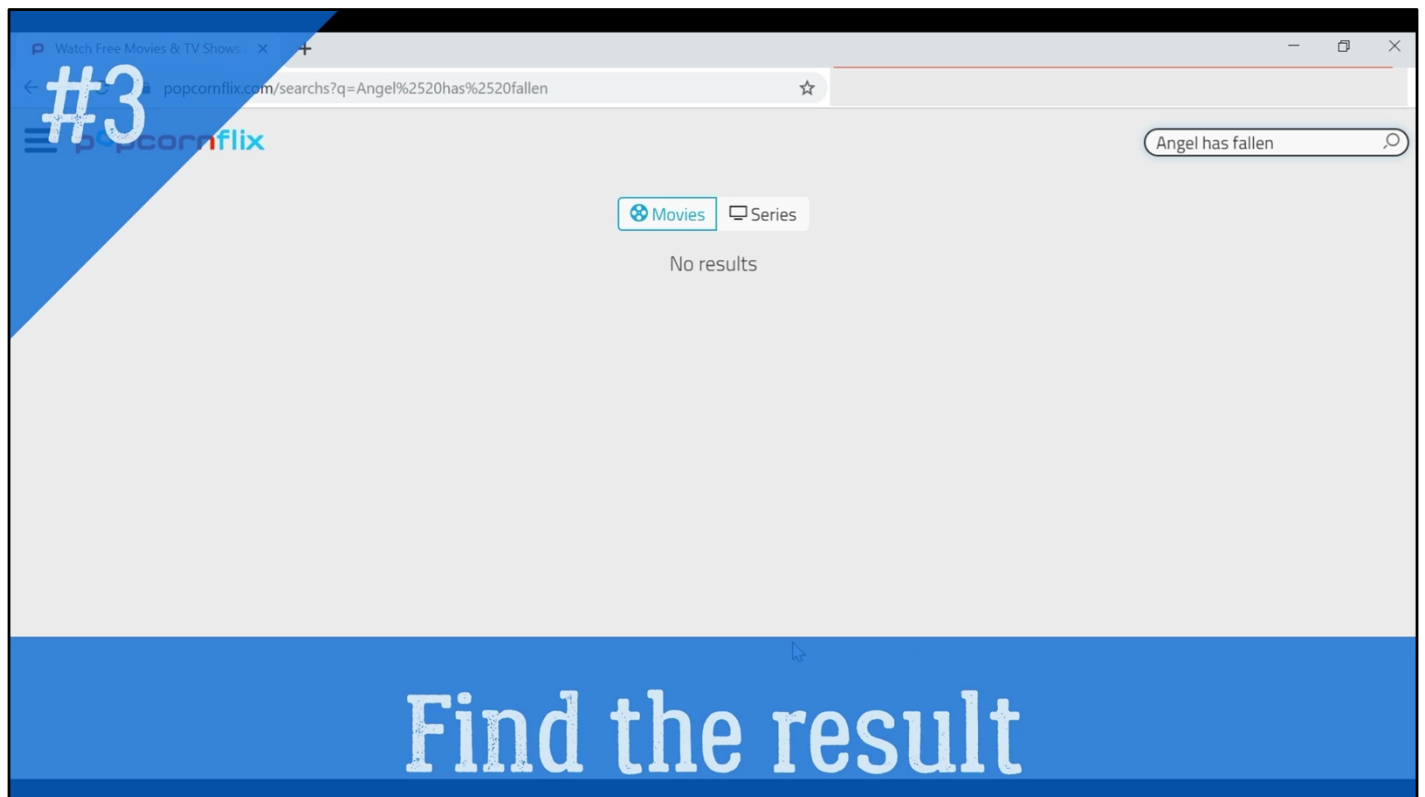 Watch Free Movies & TV Shows
#3
popcornflix.com/searchs?q=Angel%2520has%2520fallen
popcornflix
Angel has fallen
Movies
Series
No results
Find the result